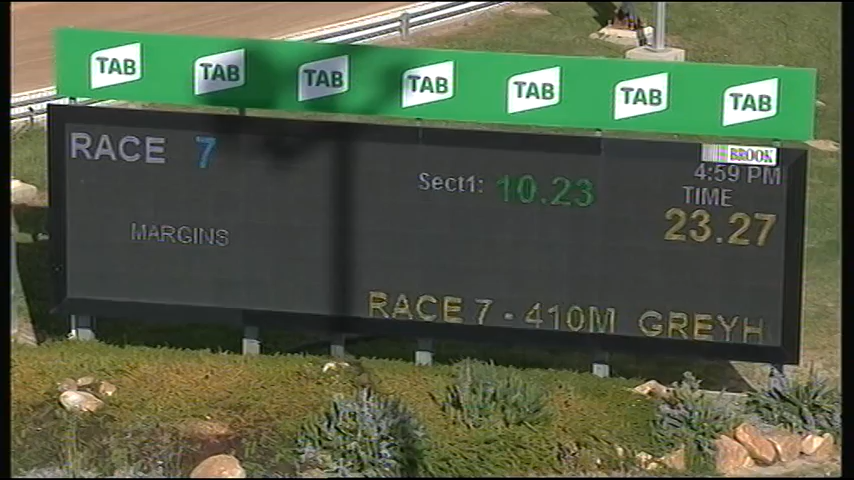 TAB TAB TAB TAB TAB TAB TAB
RACE 7
BROOK
4:59 PM
Sect1: 10.23
TIME
23.27
MARGINS
RACE 7 - 410M GREYH